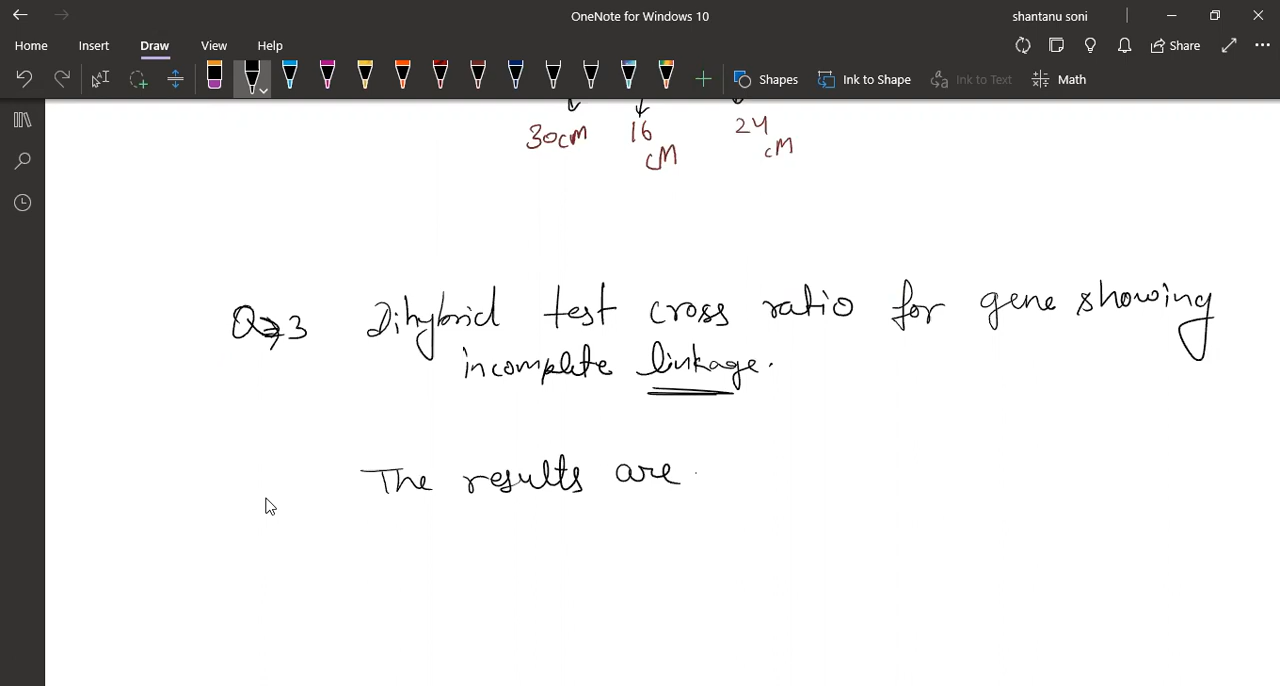 OneNote for Windows 10
shantanu soni
Home Insert Draw View Help
Share
Shapes Ink to Shape Ink to Text Math
30cM 16 cM 24 cM
Q⇒3 Dihybrid test cross ratio for gene showing
incomplete linkage.
The results are